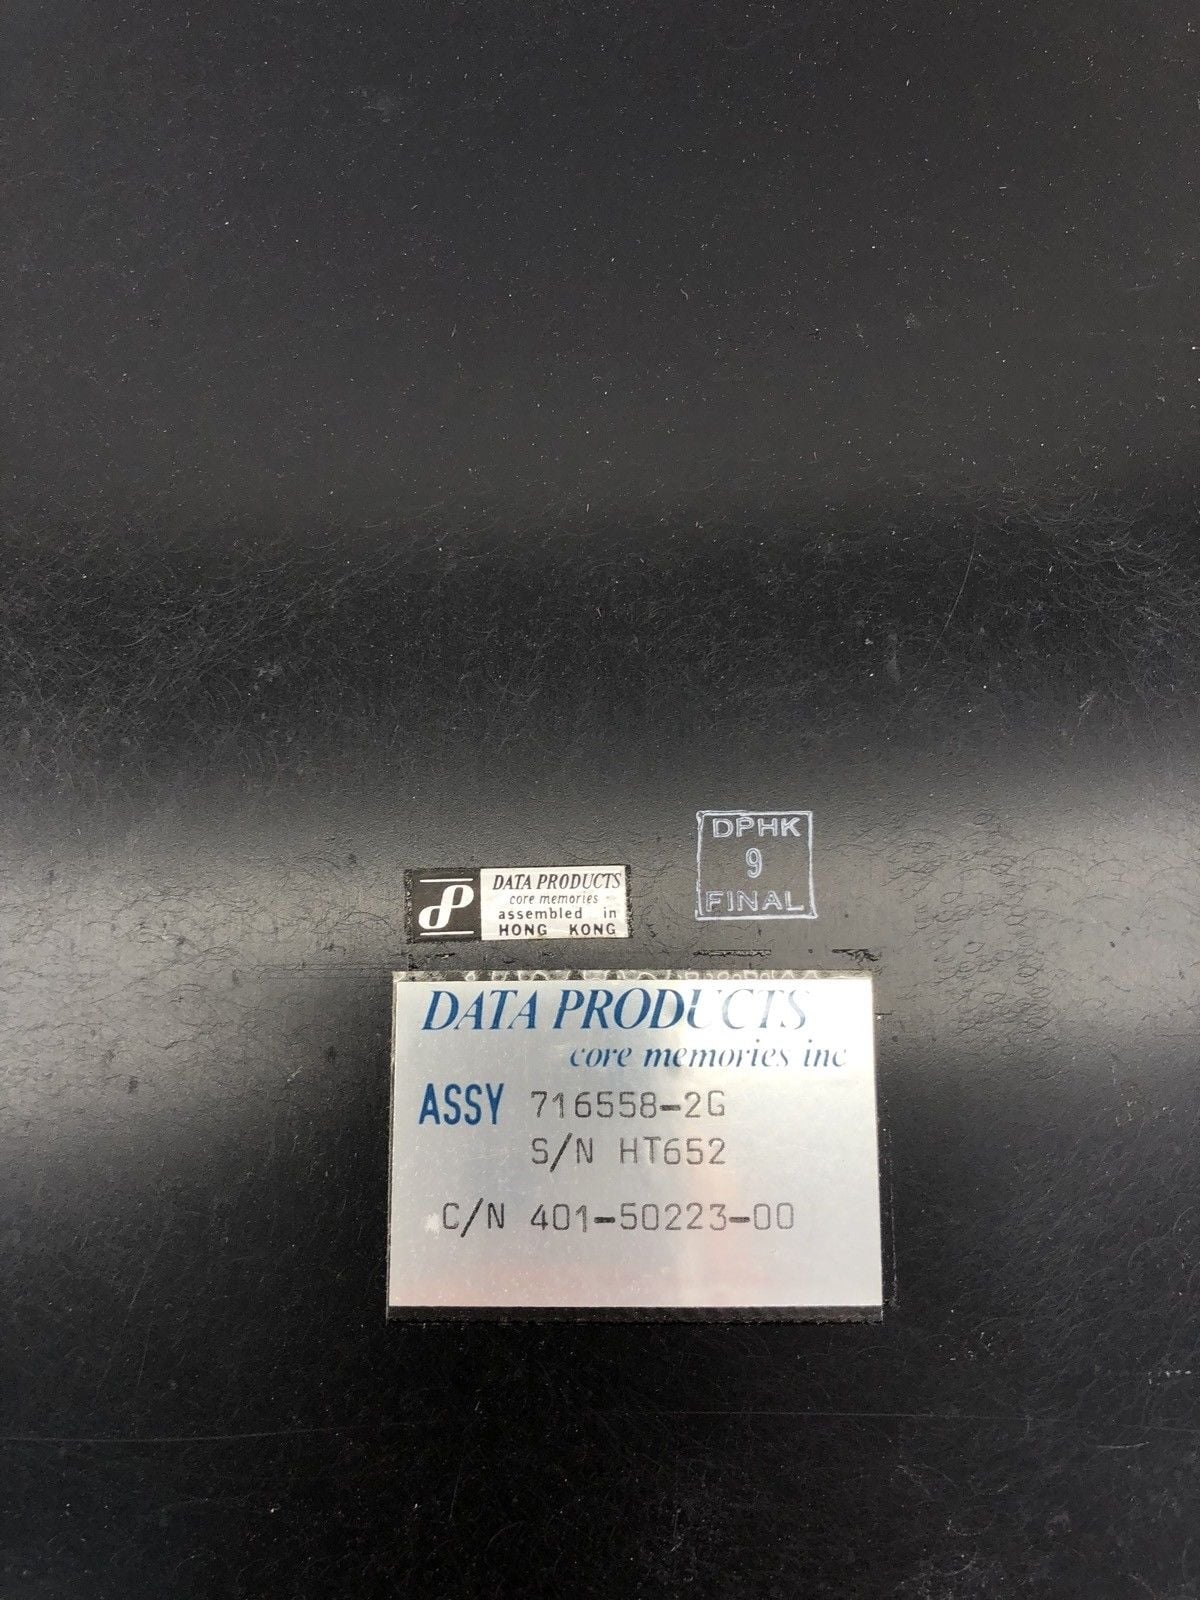 DPHK
9
FINAL
dp
DATA PRODUCTS
core memories
assembled in
HONG KONG
DATA PRODUCTS
core memories inc
ASSY 716558-2G
S/N HT652
C/N 401-50223-00